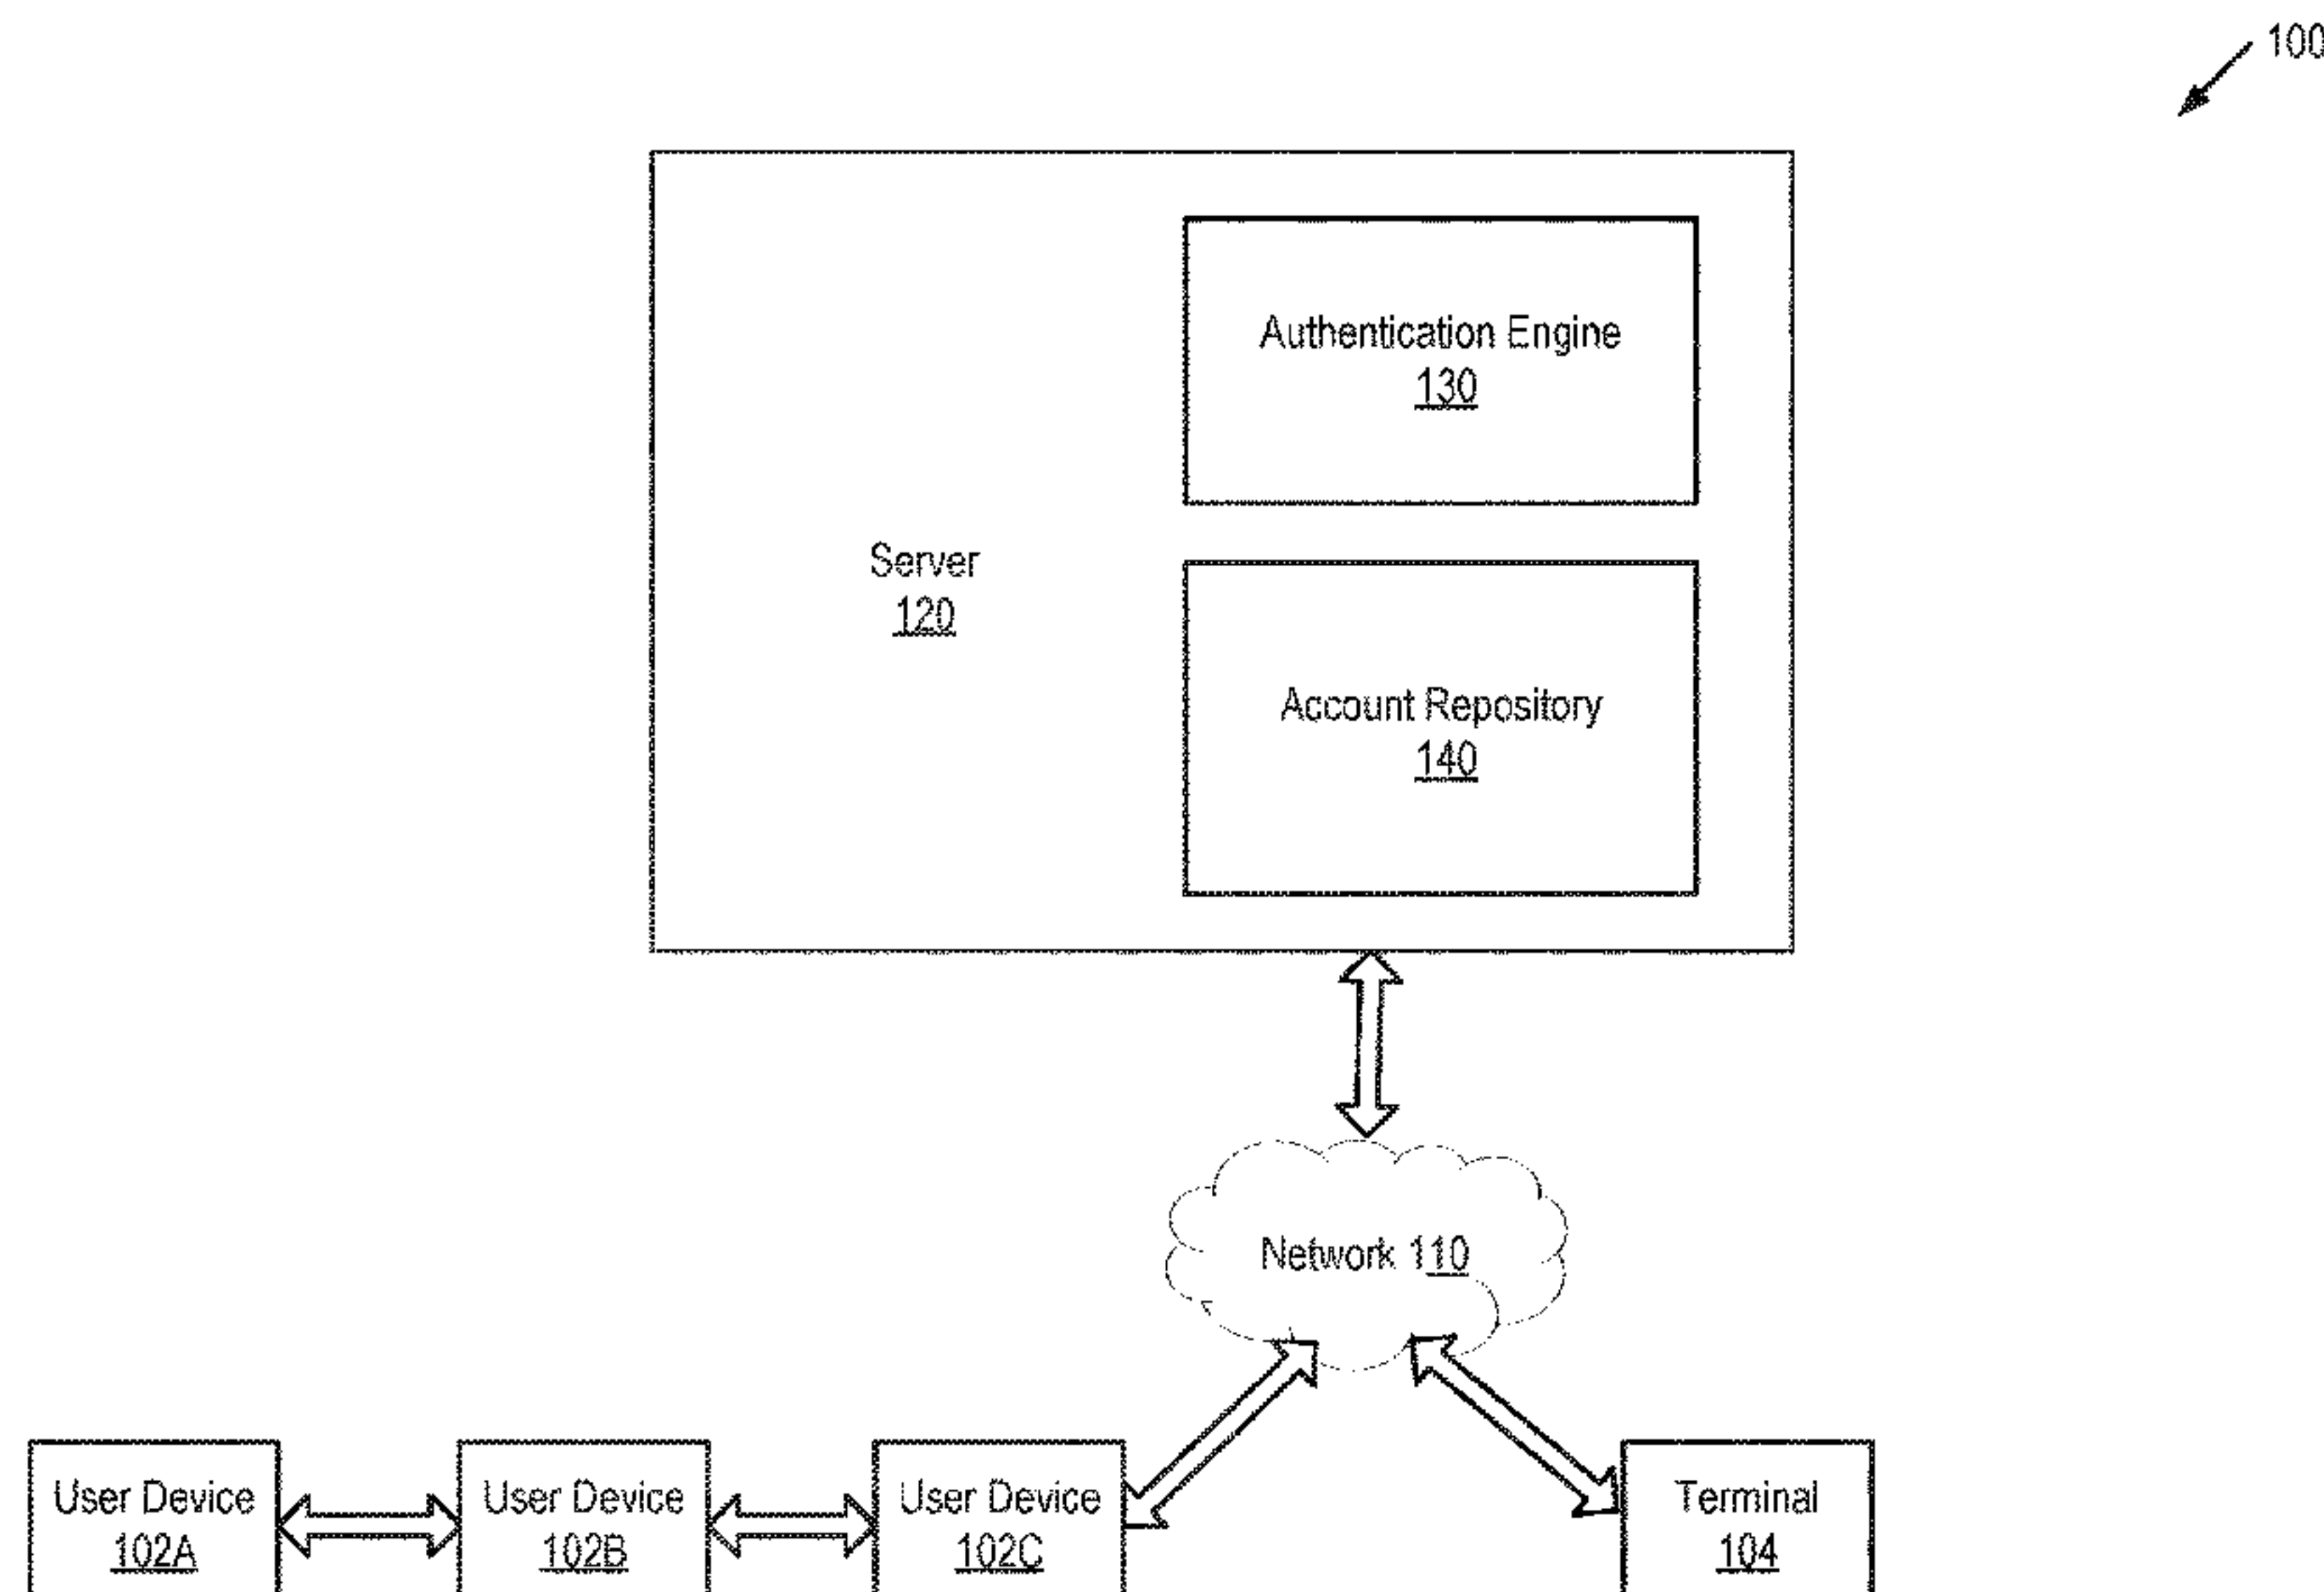 100
Authentication Engine
130
Server
120
Account Repository
140
Network 110
User Device
102A
User Device
102B
User Device
102C
Terminal
104